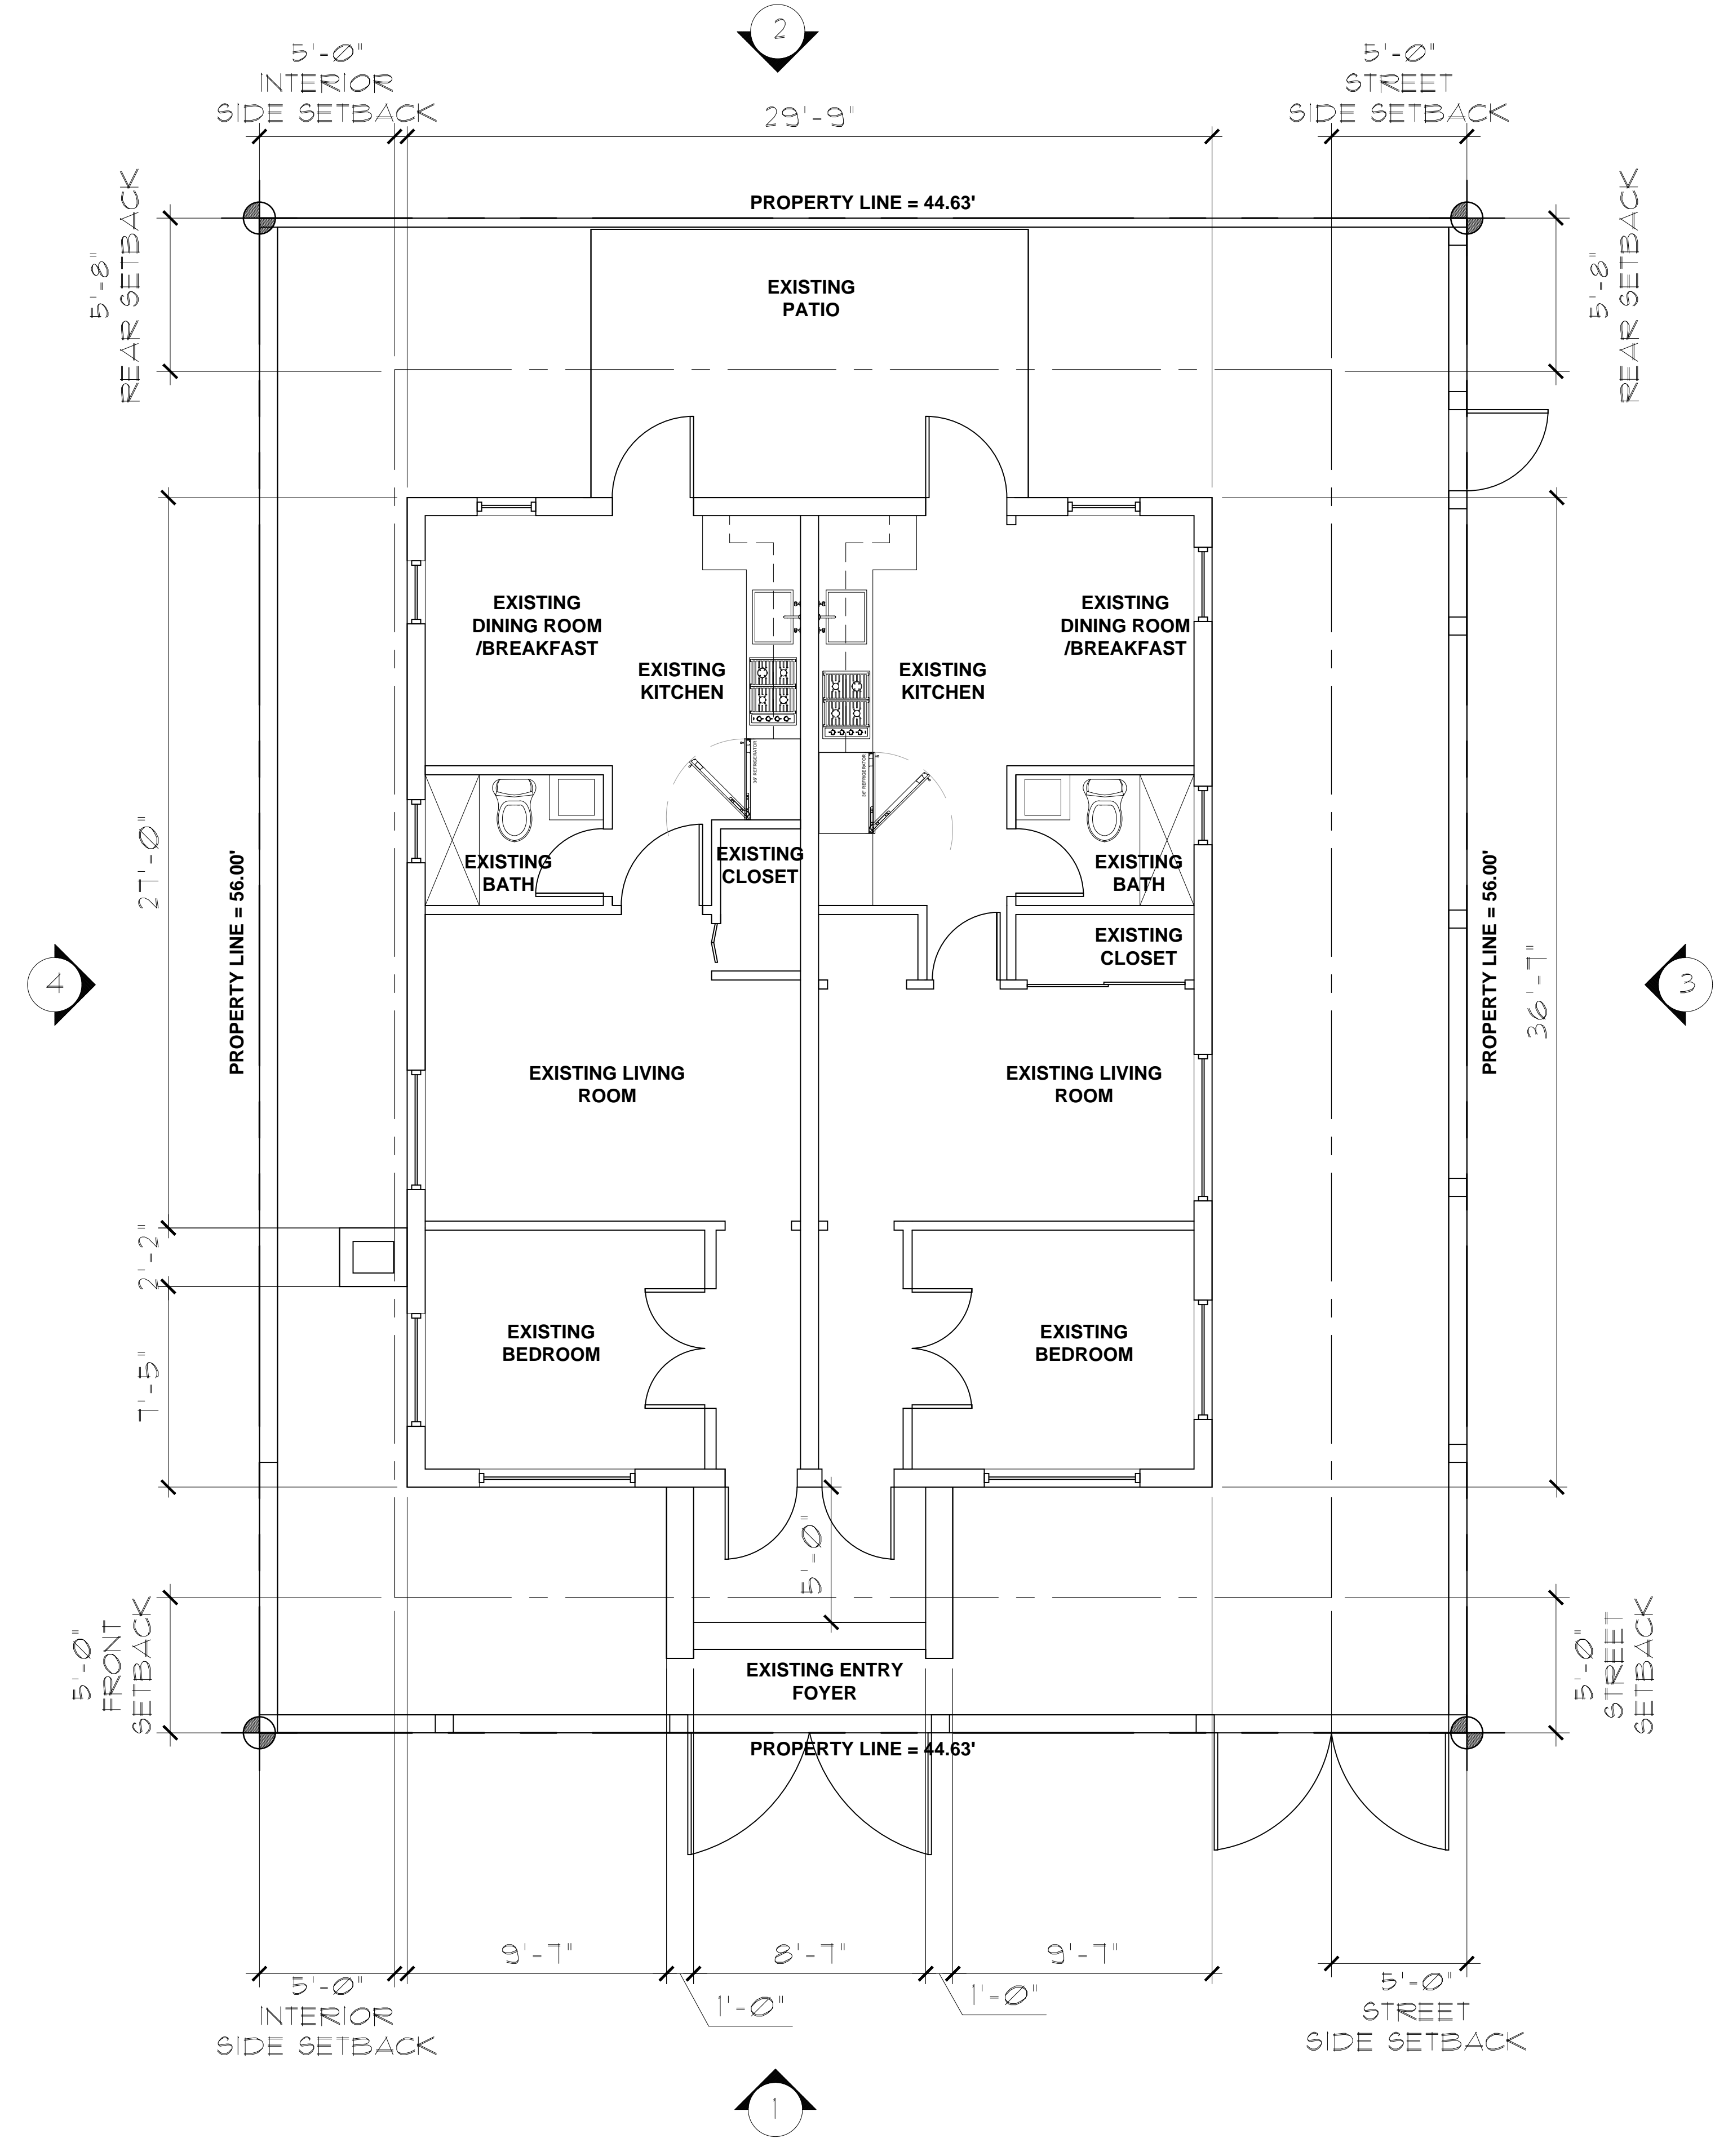 2
5'-0"
INTERIOR
SIDE SETBACK
29'-9"
5'-0"
STREET
SIDE SETBACK
PROPERTY LINE = 44.63'
5'-8"
REAR SETBACK
5'-8"
REAR SETBACK
EXISTING
PATIO
EXISTING
DINING ROOM
/BREAKFAST
EXISTING
KITCHEN
EXISTING
KITCHEN
EXISTING
DINING ROOM
/BREAKFAST
36" REFRIGERATOR
36" REFRIGERATOR
27'-0"
EXISTING
BATH
EXISTING
CLOSET
EXISTING
BATH
PROPERTY LINE = 56.00'
PROPERTY LINE = 56.00'
EXISTING
CLOSET
4
36'-7"
3
EXISTING LIVING
ROOM
EXISTING LIVING
ROOM
2'-2"
7'-5"
EXISTING
BEDROOM
EXISTING
BEDROOM
5'-0"
5'-0"
FRONT
SETBACK
5'-0"
STREET
SETBACK
EXISTING ENTRY
FOYER
PROPERTY LINE = 44.63'
9'-7"
8'-7"
9'-7"
5'-0"
INTERIOR
SIDE SETBACK
1'-0"
1'-0"
5'-0"
STREET
SIDE SETBACK
1